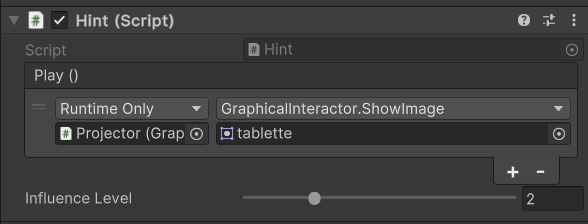 Hint (Script)
Script Hint
Play ()
Runtime Only GraphicalInteractor.ShowImage
Projector (Grap tablette
+ -
Influence Level 2